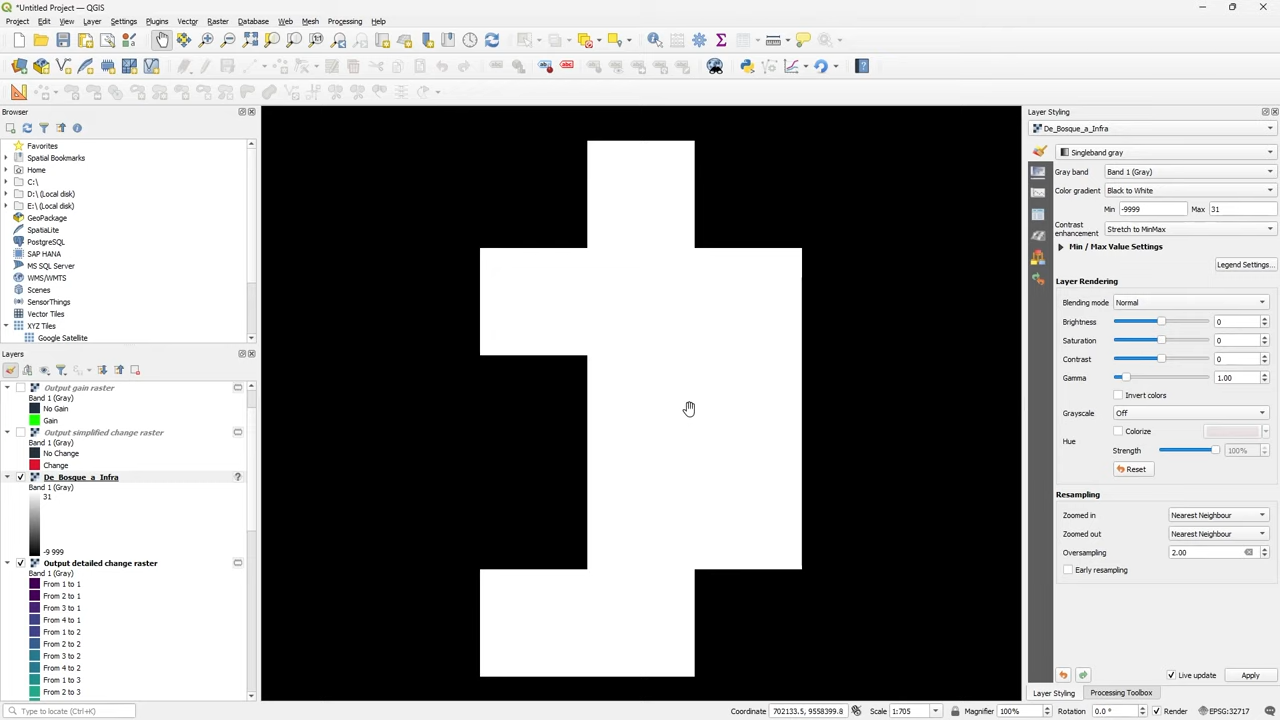 *Untitled Project — QGIS
Project Edit View Layer Settings Plugins Vector Raster Database Web Mesh Processing Help
Browser
Favorites
Spatial Bookmarks
Home
C:\
D:\ (Local disk)
E:\ (Local disk)
GeoPackage
SpatiaLite
PostgreSQL
SAP HANA
MS SQL Server
WMS/WMTS
Scenes
SensorThings
Vector Tiles
XYZ Tiles
Google Satellite
Layers
Output gain raster
Band 1 (Gray)
No Gain
Gain
Output simplified change raster
Band 1 (Gray)
No Change
Change
De_Bosque_a_Infra
Band 1 (Gray)
31
-9 999
Output detailed change raster
Band 1 (Gray)
From 1 to 1
From 2 to 1
From 3 to 1
From 4 to 1
From 1 to 2
From 2 to 2
From 3 to 2
From 4 to 2
From 1 to 3
From 2 to 3
Layer Styling
De_Bosque_a_Infra
Singleband gray
Gray band Band 1 (Gray)
Color gradient Black to White
Min -9999 Max 31
Contrast enhancement Stretch to MinMax
Min / Max Value Settings
Legend Settings...
Layer Rendering
Blending mode Normal
Brightness 0
Saturation 0
Contrast 0
Gamma 1.00
Invert colors
Grayscale Off
Hue Colorize
Strength 100%
Reset
Resampling
Zoomed in Nearest Neighbour
Zoomed out Nearest Neighbour
Oversampling 2.00
Early resampling
Live update Apply
Layer Styling Processing Toolbox
Type to locate (Ctrl+K) Coordinate 702133.5, 9558399.8 Scale 1:705 Magnifier 100% Rotation 0.0 ° Render EPSG:32717